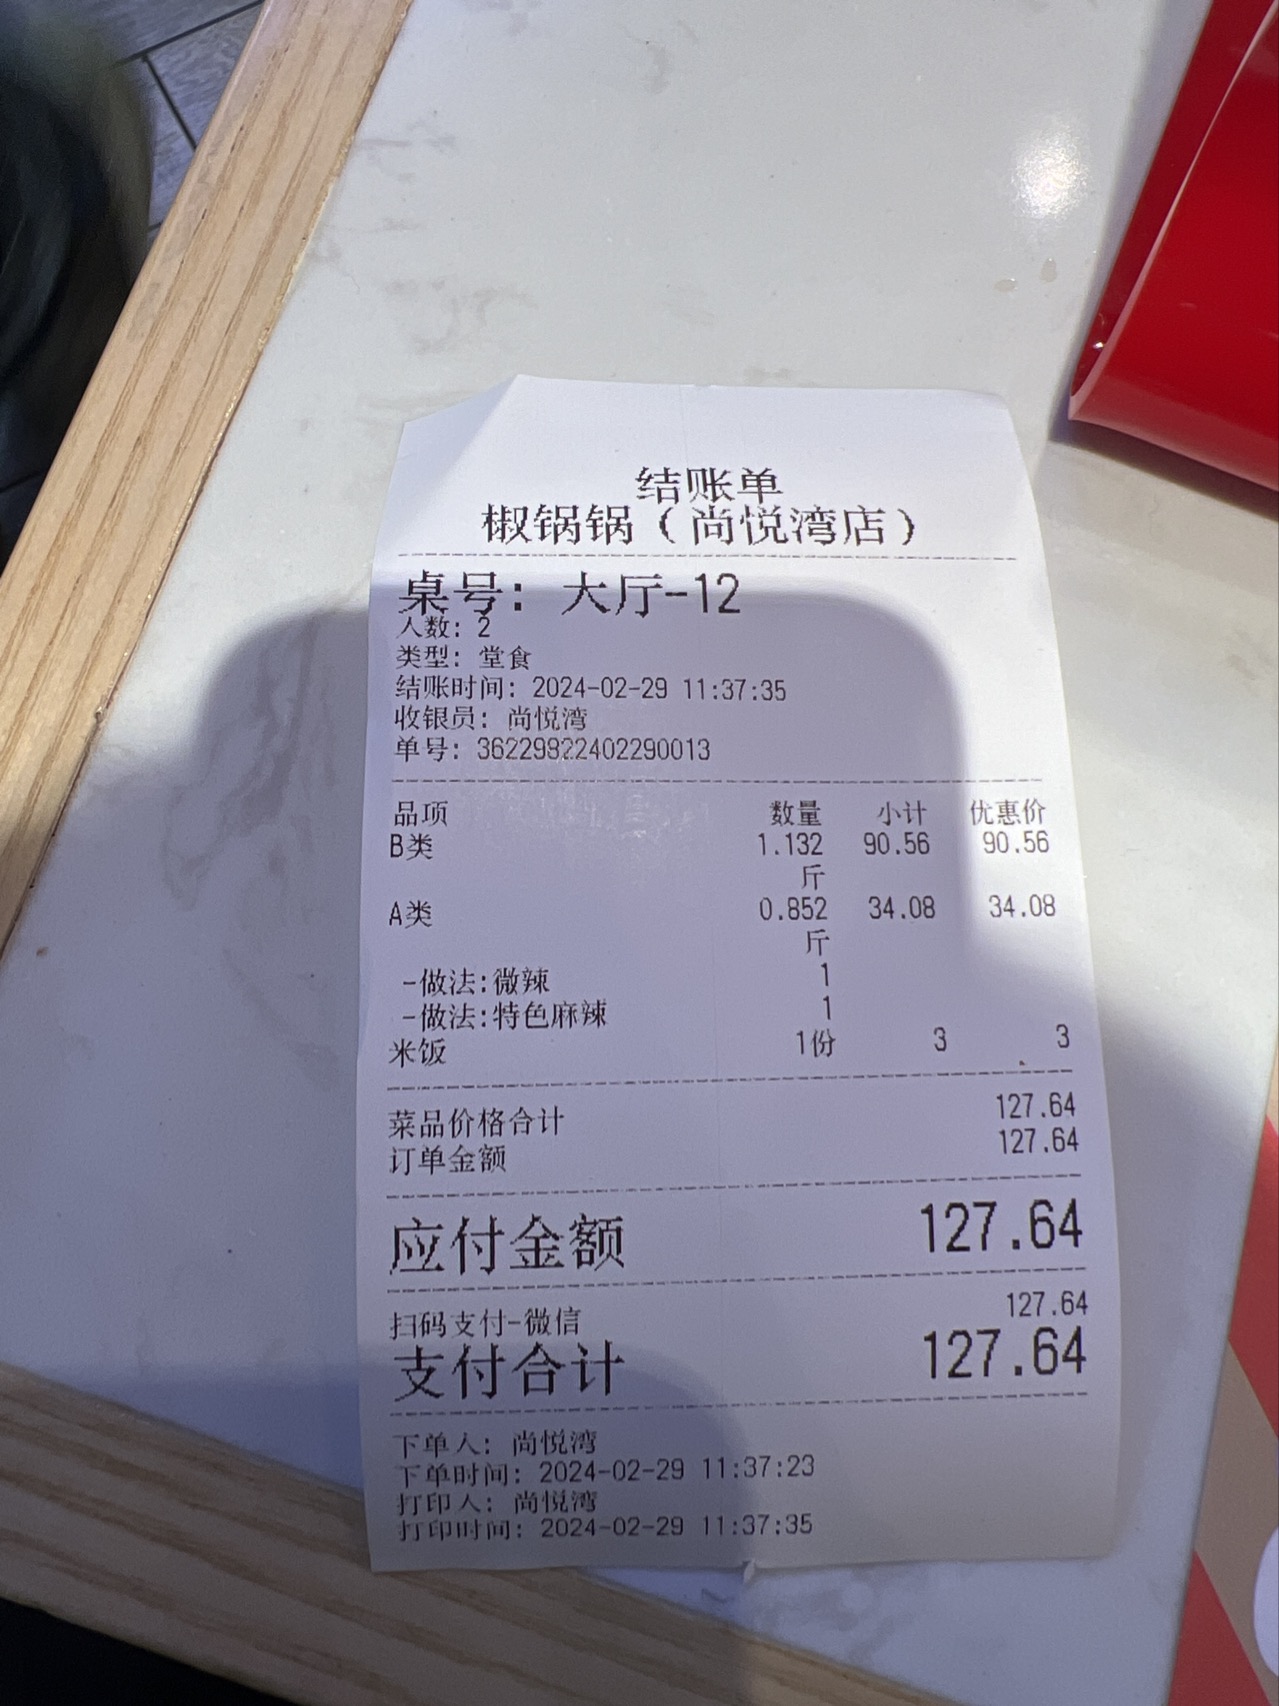 结账单
椒锅锅（尚悦湾店）
桌号：大厅-12
人数：2
类型：堂食
结账时间：2024-02-29 11:37:35
收银员：尚悦湾
单号：36229822402290013
品项 数量 小计 优惠价
B类 1.132 90.56 90.56
斤
A类 0.852 34.08 34.08
斤
-做法:微辣 1
-做法:特色麻辣 1
米饭 1份 3 3
菜品价格合计 127.64
订单金额 127.64
应付金额 127.64
扫码支付-微信 127.64
支付合计 127.64
下单人：尚悦湾
下单时间：2024-02-29 11:37:23
打印人：尚悦湾
打印时间：2024-02-29 11:37:35